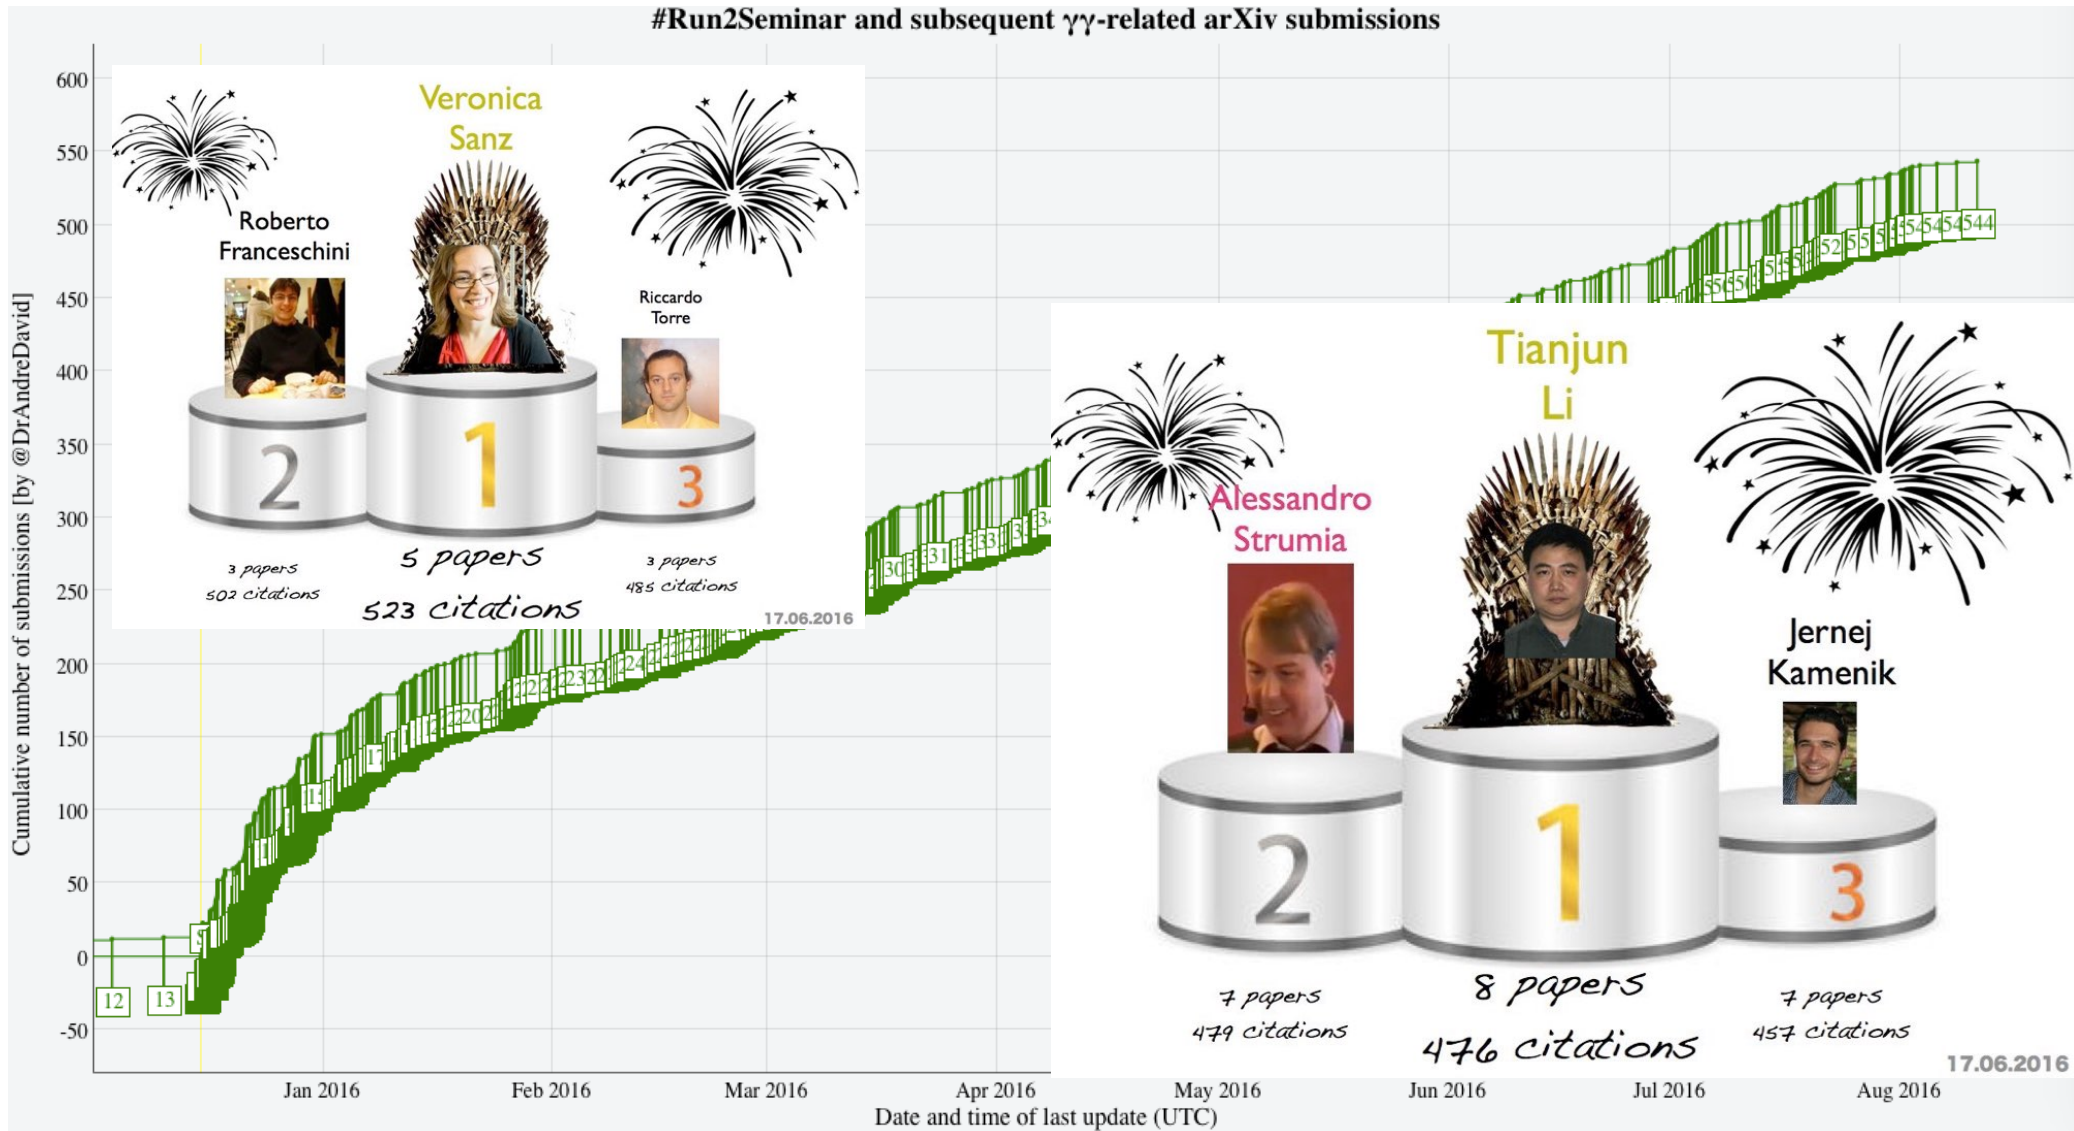 #Run2Seminar and subsequent γγ-related arXiv submissions
Cumulative number of submissions [by @DrAndreDavid]
600
550
500
450
400
350
300
250
200
150
100
50
0
-50
Veronica
Sanz
Roberto
Franceschini
Riccardo
Torre
2
1
3
3 papers
502 citations
5 papers
523 citations
3 papers
485 citations
17.06.2016
Tianjun
Li
Alessandro
Strumia
Jernej
Kamenik
2
1
3
7 papers
479 citations
8 papers
476 citations
7 papers
457 citations
17.06.2016
12
13
544
Jan 2016
Feb 2016
Mar 2016
Apr 2016
May 2016
Jun 2016
Jul 2016
Aug 2016
Date and time of last update (UTC)